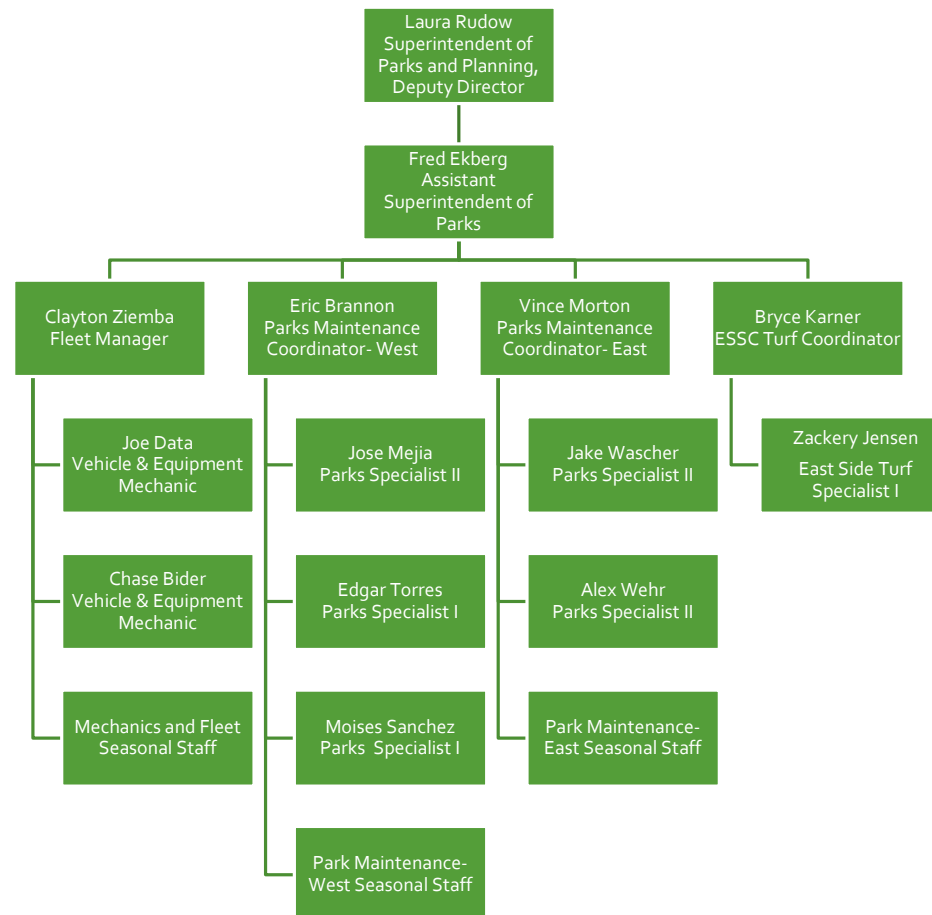 Laura Rudow
Superintendent of
Parks and Planning,
Deputy Director
Fred Ekberg
Assistant
Superintendent of
Parks
Clayton Ziemba
Fleet Manager
Eric Brannon
Parks Maintenance
Coordinator- West
Vince Morton
Parks Maintenance
Coordinator- East
Bryce Karner
ESSC Turf Coordinator
Joe Data
Vehicle & Equipment
Mechanic
Jose Mejia
Parks Specialist II
Jake Wascher
Parks Specialist II
Zackery Jensen
East Side Turf
Specialist I
Chase Bider
Vehicle & Equipment
Mechanic
Edgar Torres
Parks Specialist I
Alex Wehr
Parks Specialist II
Mechanics and Fleet
Seasonal Staff
Moises Sanchez
Parks  Specialist I
Park Maintenance-
East Seasonal Staff
Park Maintenance-
West Seasonal Staff